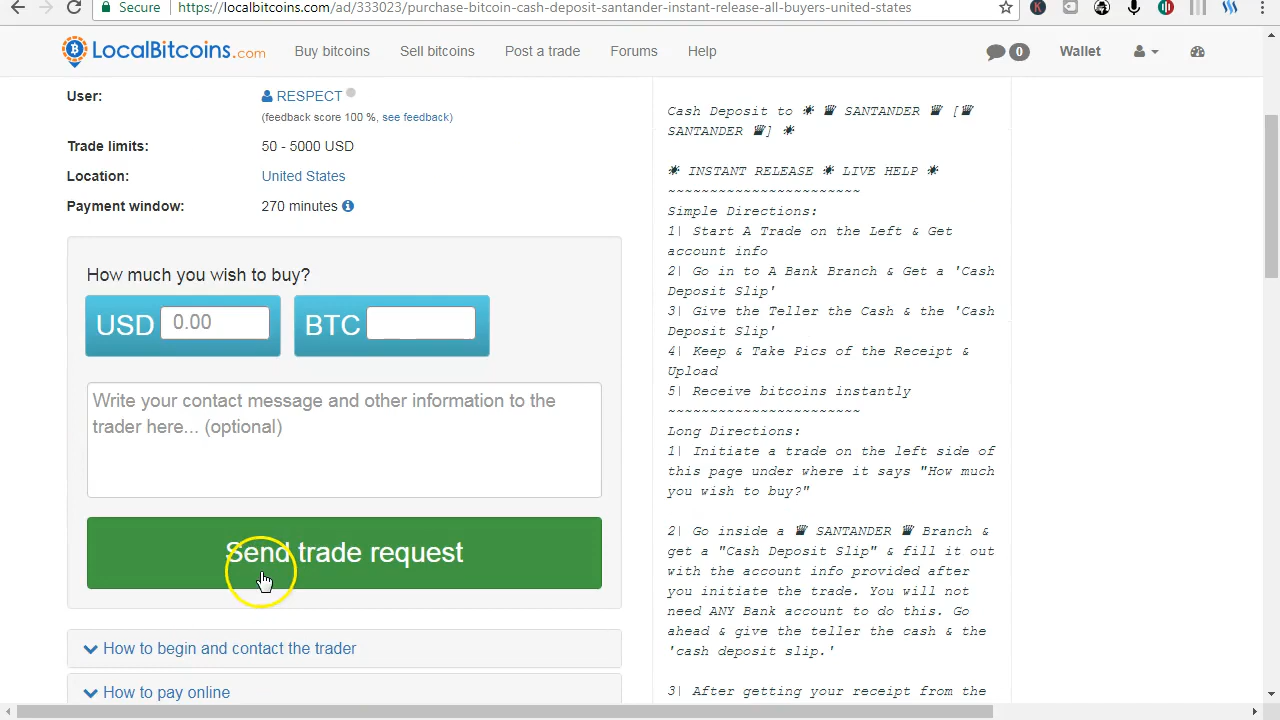 Secure https://localbitcoins.com/ad/333023/purchase-bitcoin-cash-deposit-santander-instant-release-all-buyers-united-states
LocalBitcoins.com Buy bitcoins Sell bitcoins Post a trade Forums Help 0 Wallet
User: RESPECT
(feedback score 100 %, see feedback)
Trade limits: 50 - 5000 USD
Location: United States
Payment window: 270 minutes
How much you wish to buy?
USD 0.00 BTC
Write your contact message and other information to the
trader here... (optional)
Send trade request
How to begin and contact the trader
How to pay online
Cash Deposit to ☀ ♛ SANTANDER ♛ [♛
SANTANDER ♛] ☀
☀ INSTANT RELEASE ☀ LIVE HELP ☀
~~~~~~~~~~~~~~~~~~~~~~~
Simple Directions:
1| Start A Trade on the Left & Get
account info
2| Go in to A Bank Branch & Get a 'Cash
Deposit Slip'
3| Give the Teller the Cash & the 'Cash
Deposit Slip'
4| Keep & Take Pics of the Receipt &
Upload
5| Receive bitcoins instantly
~~~~~~~~~~~~~~~~~~~~~~~
Long Directions:
1| Initiate a trade on the left side of
this page under where it says "How much
you wish to buy?"
2| Go inside a ♛ SANTANDER ♛ Branch &
get a "Cash Deposit Slip" & fill it out
with the account info provided after
you initiate the trade. You will not
need ANY Bank account to do this. Go
ahead & give the teller the cash & the
'cash deposit slip.'
3| After getting your receipt from the